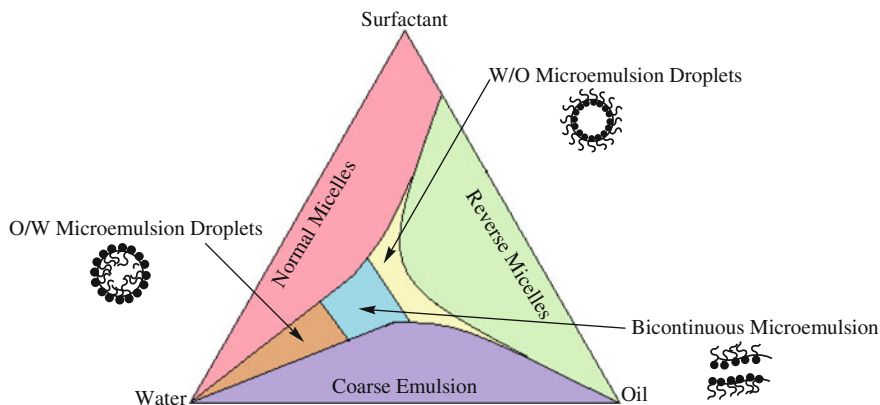 Surfactant
W/O Microemulsion Droplets
Normal Micelles
Reverse Micelles
O/W Microemulsion Droplets
Bicontinuous Microemulsion
Coarse Emulsion
Water
Oil